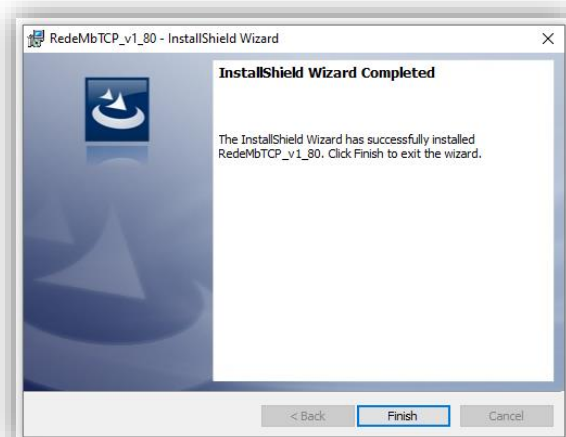 RedeMbTCP_v1_80 - InstallShield Wizard
InstallShield Wizard Completed
The InstallShield Wizard has successfully installed
RedeMbTCP_v1_80. Click Finish to exit the wizard.
< Back
Finish
Cancel